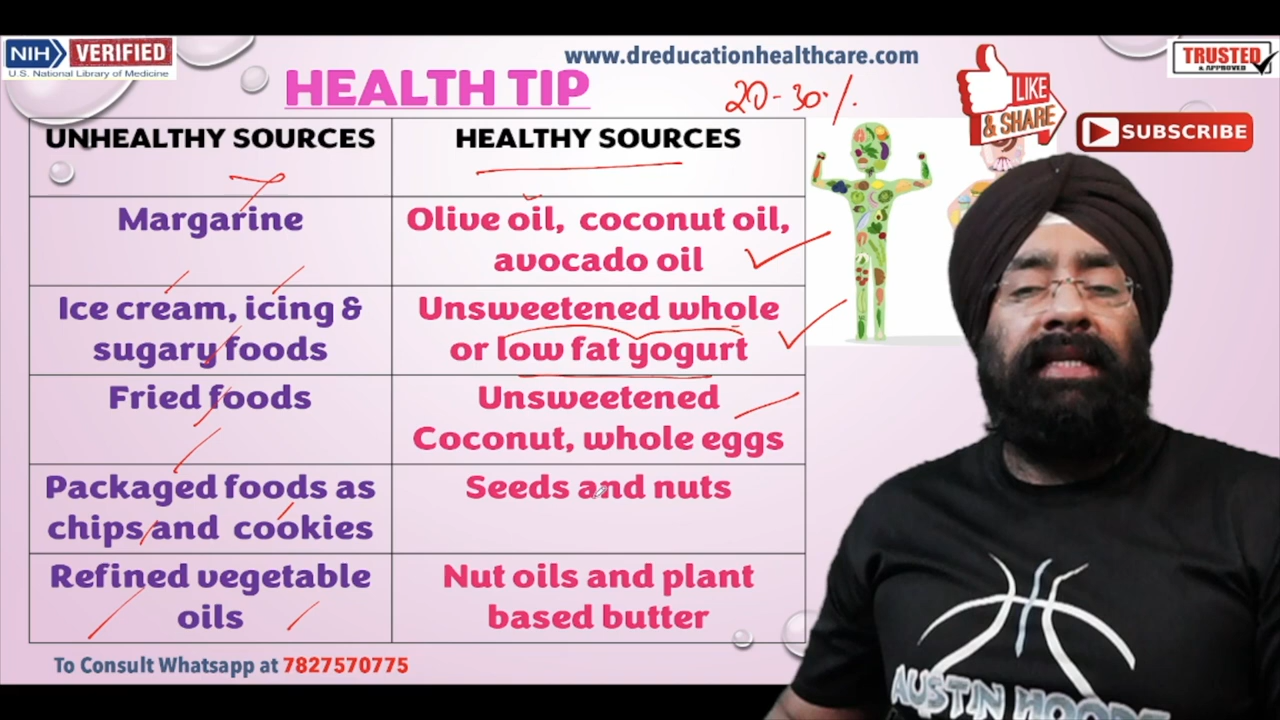 NIH VERIFIED
U.S. National Library of Medicine
www.dreducationhealthcare.com
TRUSTED
& APPROVED
HEALTH TIP
20-30%
LIKE
& SHARE
SUBSCRIBE
UNHEALTHY SOURCES
HEALTHY SOURCES
Margarine
Olive oil, coconut oil,
avocado oil
Ice cream, icing &
sugary foods
Unsweetened whole
or low fat yogurt
Fried foods
Unsweetened
Coconut, whole eggs
Packaged foods as
chips and cookies
Seeds and nuts
Refined vegetable
oils
Nut oils and plant
based butter
To Consult Whatsapp at 7827570775
AUSTIN